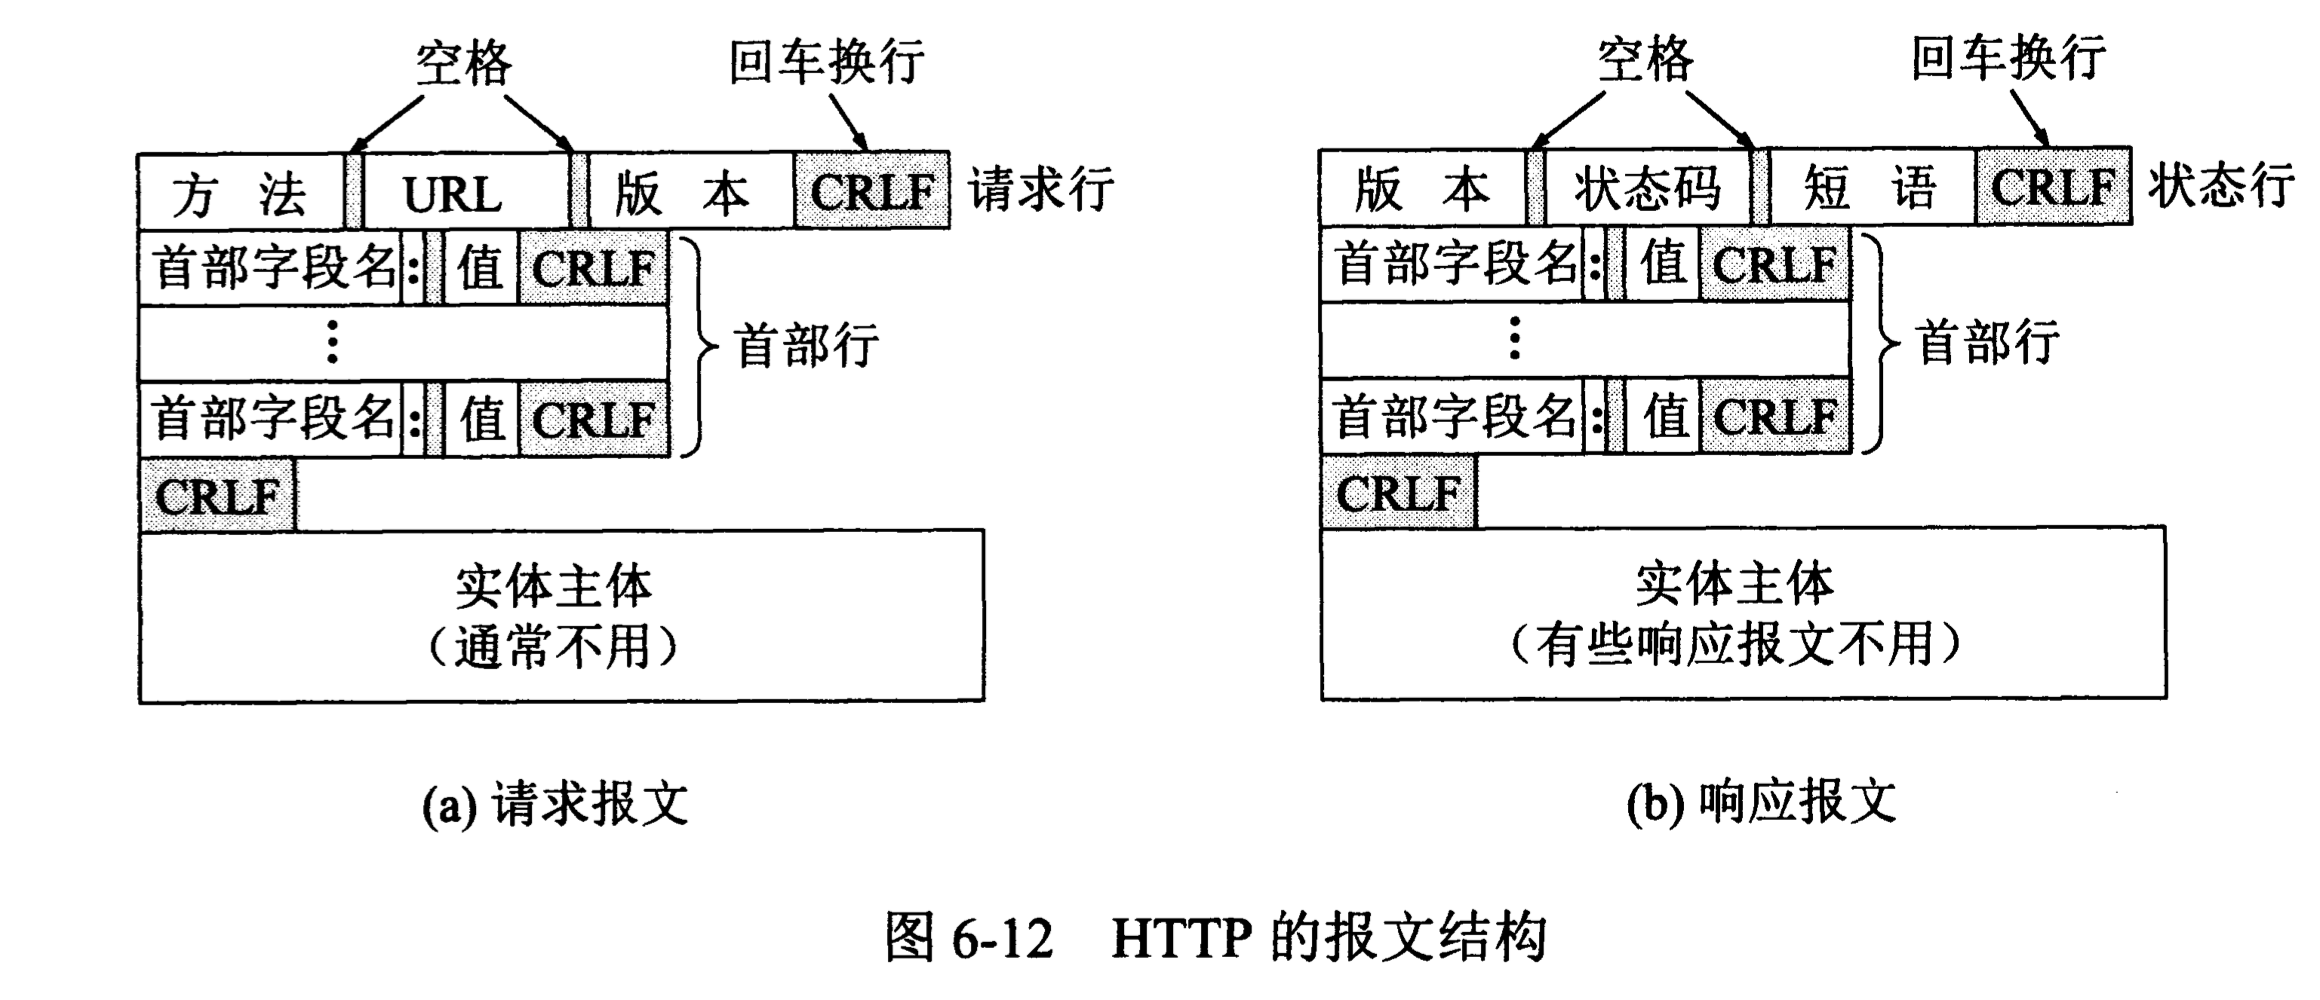 空格 回车换行
方 法 URL 版 本 CRLF 请求行
首部字段名 : 值 CRLF
⋮
首部字段名 : 值 CRLF
首部行
CRLF
实体主体
（通常不用）
(a) 请求报文
空格 回车换行
版 本 状态码 短 语 CRLF 状态行
首部字段名 : 值 CRLF
⋮
首部字段名 : 值 CRLF
首部行
CRLF
实体主体
（有些响应报文不用）
(b) 响应报文
图 6-12 HTTP 的报文结构